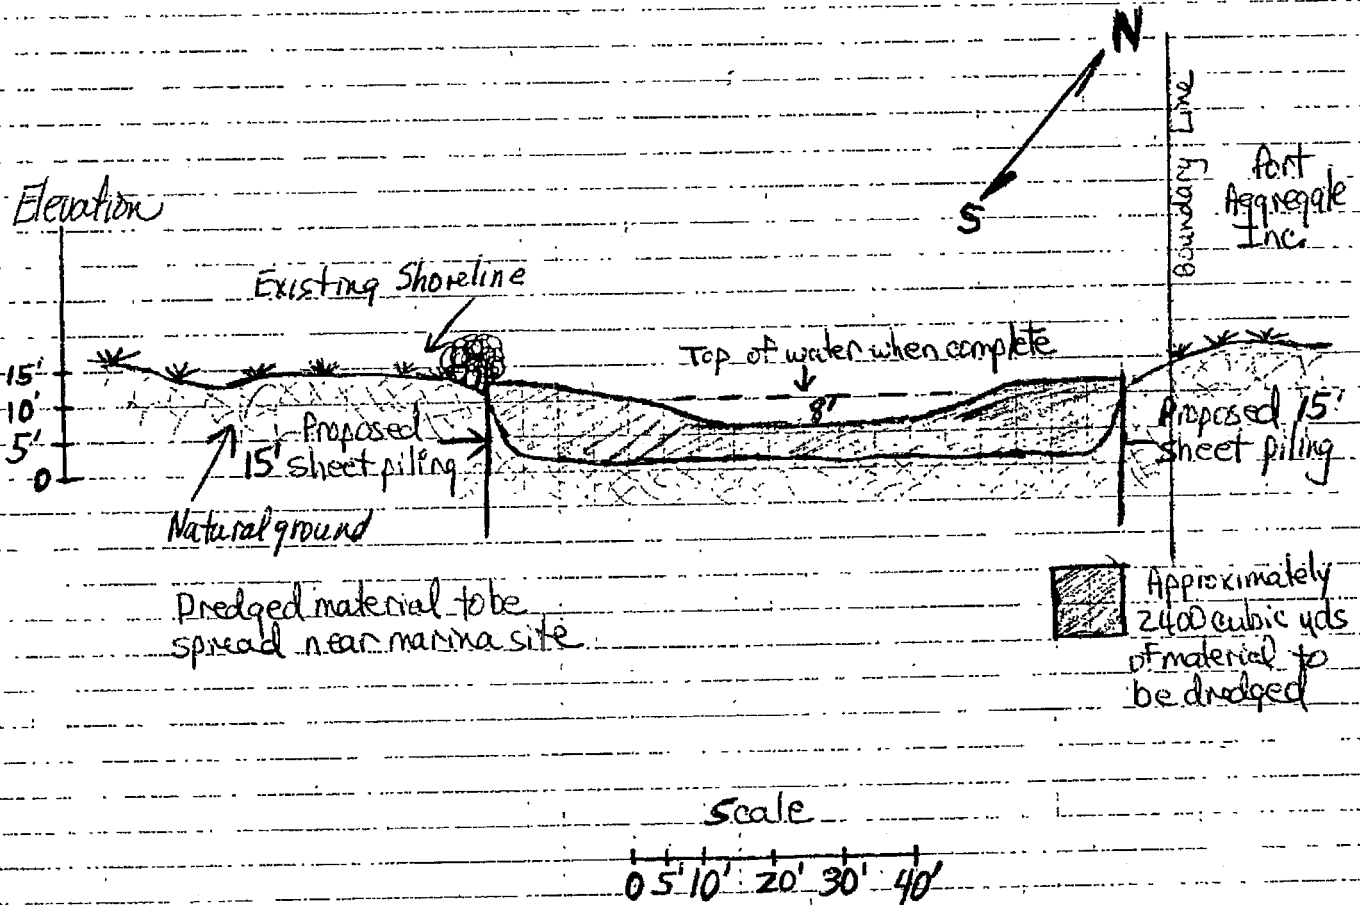 N
S
Boundary Line
Port
Aggregate
Inc.
Elevation
Existing Shoreline
Top of water when complete
8'
15'
10'
5'
0
Proposed
15' sheet piling
Proposed 15'
sheet piling
Natural ground
Dredged material to be
spread near marina site
Approximately
2400 cubic yds
of material to
be dredged
Scale
0 5' 10' 20' 30' 40'